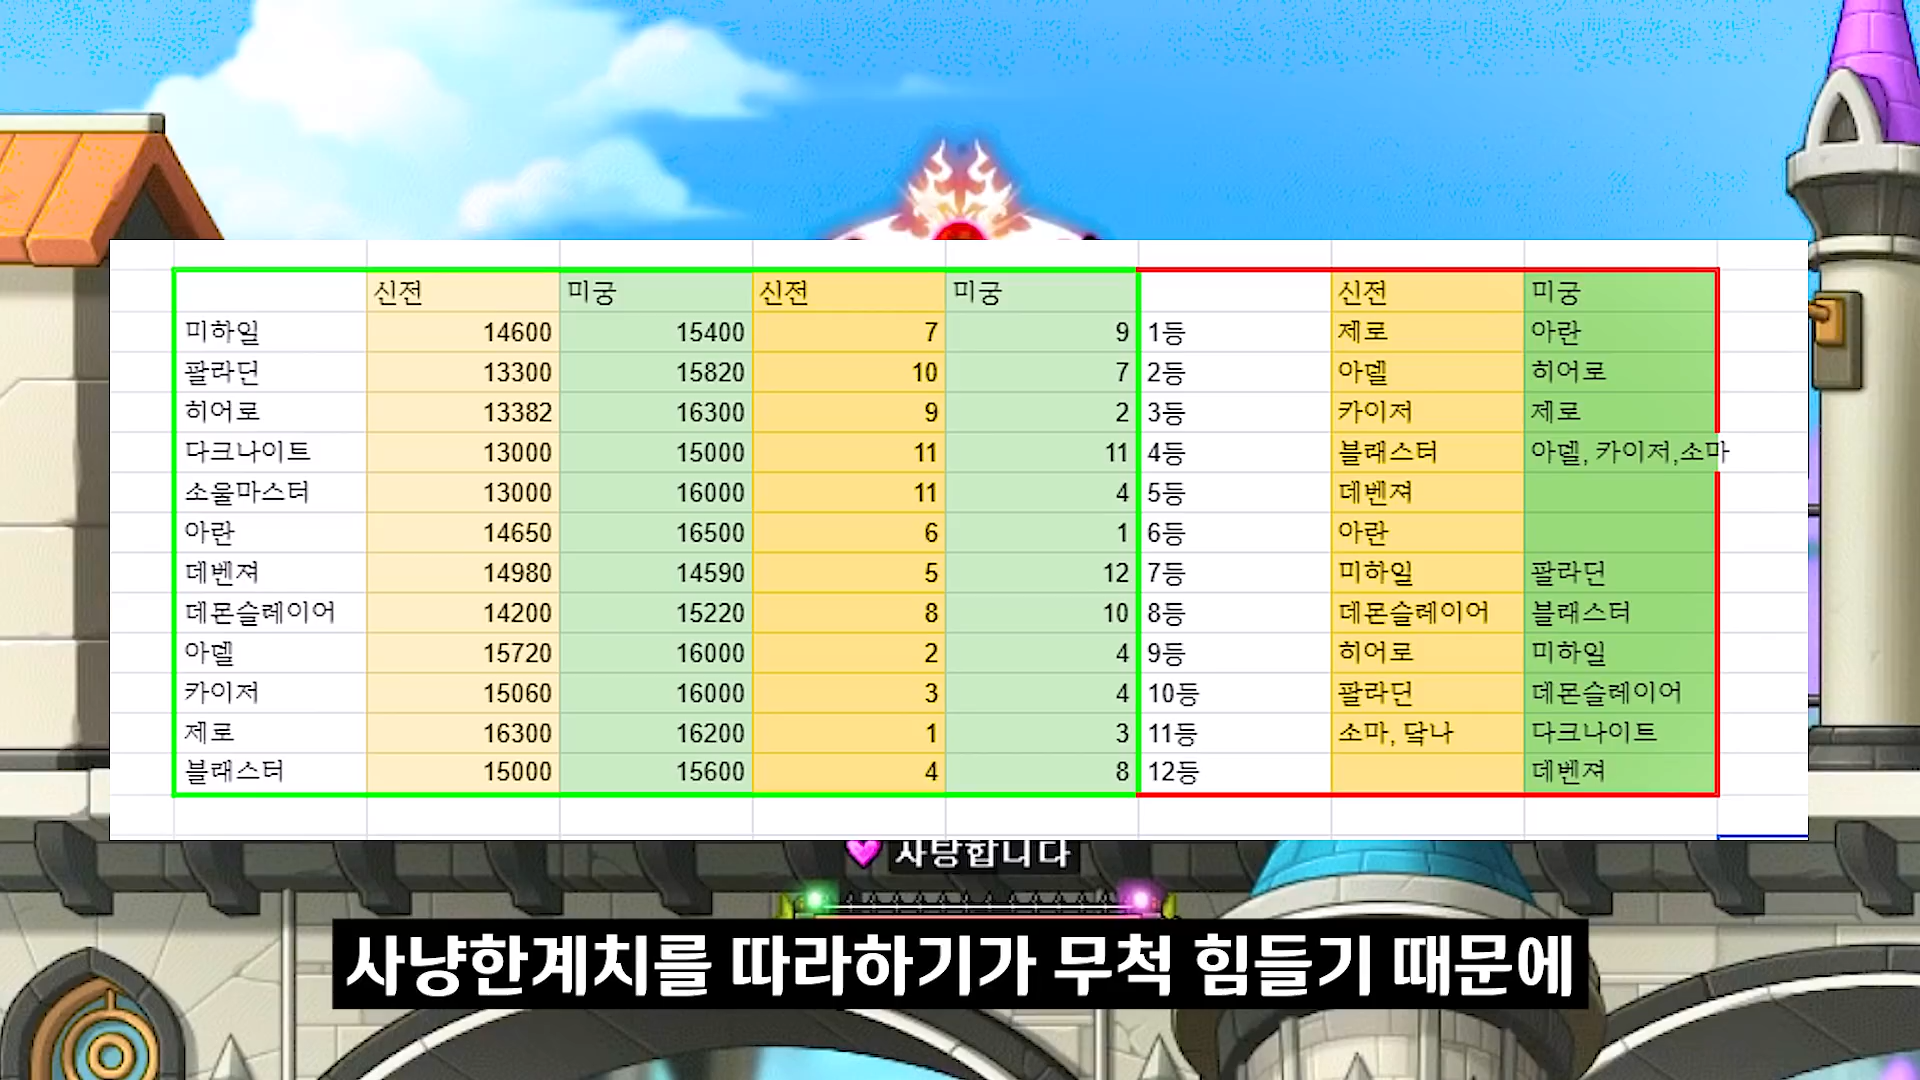 신전 미궁 신전 미궁 신전 미궁
미하일 14600 15400 7 9 1등 제로 아란
팔라딘 13300 15820 10 7 2등 아델 히어로
히어로 13382 16300 9 2 3등 카이저 제로
다크나이트 13000 15000 11 11 4등 블래스터 아델, 카이저,소마
소울마스터 13000 16000 11 4 5등 데벤져
아란 14650 16500 6 1 6등 아란
데벤져 14980 14590 5 12 7등 미하일 팔라딘
데몬슬레이어 14200 15220 8 10 8등 데몬슬레이어 블래스터
아델 15720 16000 2 4 9등 히어로 미하일
카이저 15060 16000 3 4 10등 팔라딘 데몬슬레이어
제로 16300 16200 1 3 11등 소마, 닼나 다크나이트
블래스터 15000 15600 4 8 12등 데벤져
사냥한계치를 따라하기가 무척 힘들기 때문에